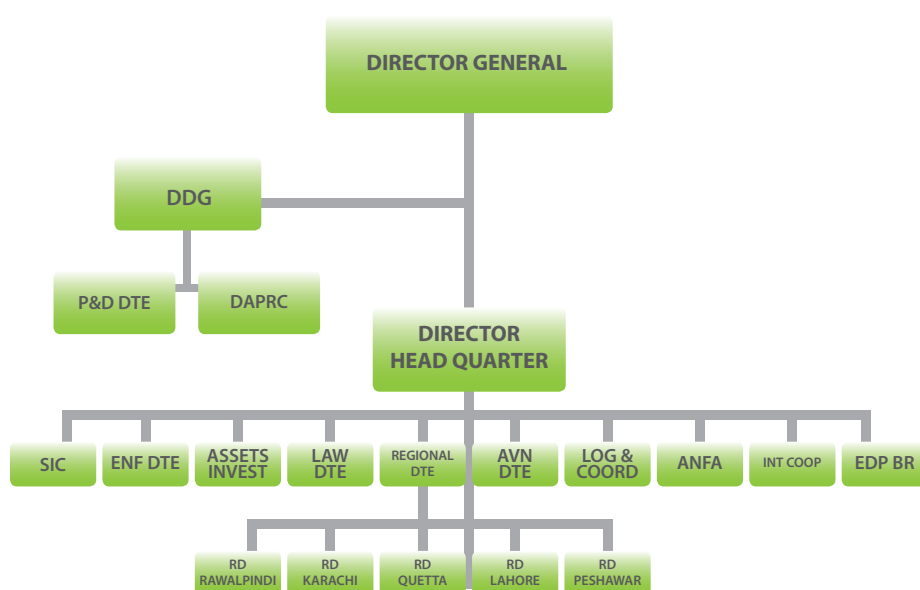 DIRECTOR GENERAL
DDG
P&D DTE
DAPRC
DIRECTOR
HEAD QUARTER
SIC
ENF DTE
ASSETS
INVEST
LAW
DTE
REGIONAL
DTE
AVN
DTE
LOG &
COORD
ANFA
INT COOP
EDP BR
RD
RAWALPINDI
RD
KARACHI
RD
QUETTA
RD
LAHORE
RD
PESHAWAR